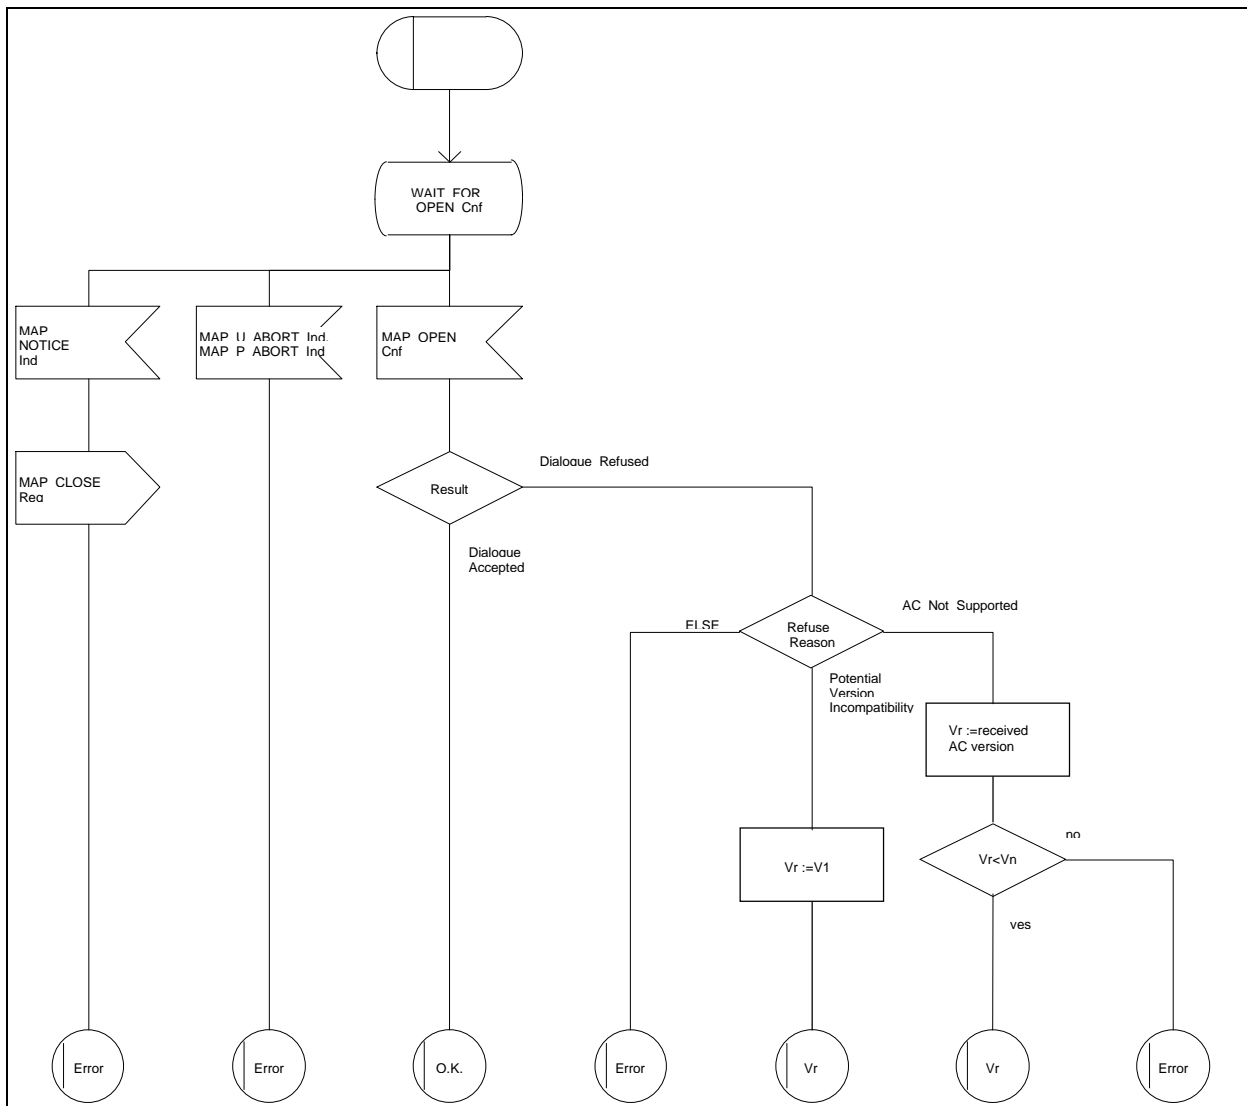 WAIT FOR
OPEN Cnf
MAP
NOTICE
Ind
MAP U ABORT Ind,
MAP P ABORT Ind
MAP OPEN
Cnf
MAP CLOSE
Req
Result
Dialogue Refused
Dialogue
Accepted
ELSE
Refuse
Reason
AC Not Supported
Potential
Version
Incompatibility
Vr :=received
AC version
Vr :=V1
Vr<Vn
no
yes
Error
Error
O.K.
Error
Vr
Vr
Error